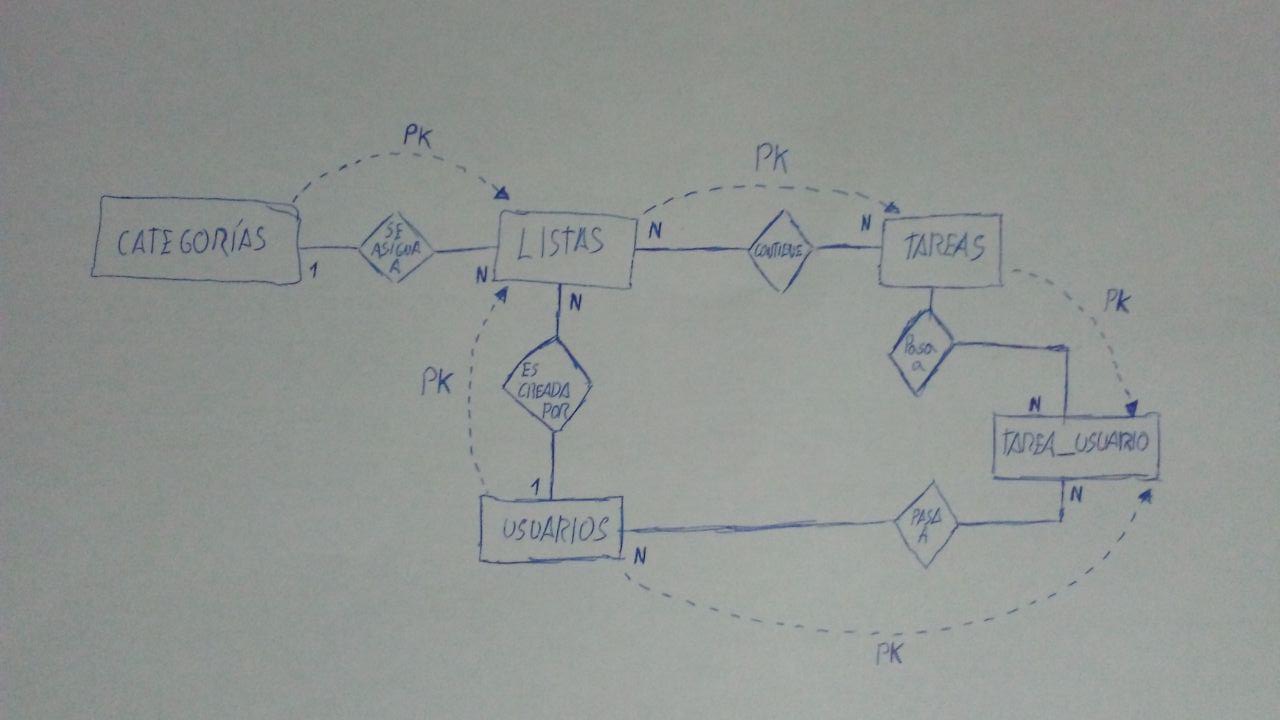 PK
PK
CATEGORÍAS
1
SE
ASIGNA
A
N
LISTAS
N
CONTIENE
N
TAREAS
PK
N
ES
CREADA
POR
1
PK
Pasa
a
N
TAREA_USUARIO
N
USUARIOS
N
PASA
A
PK